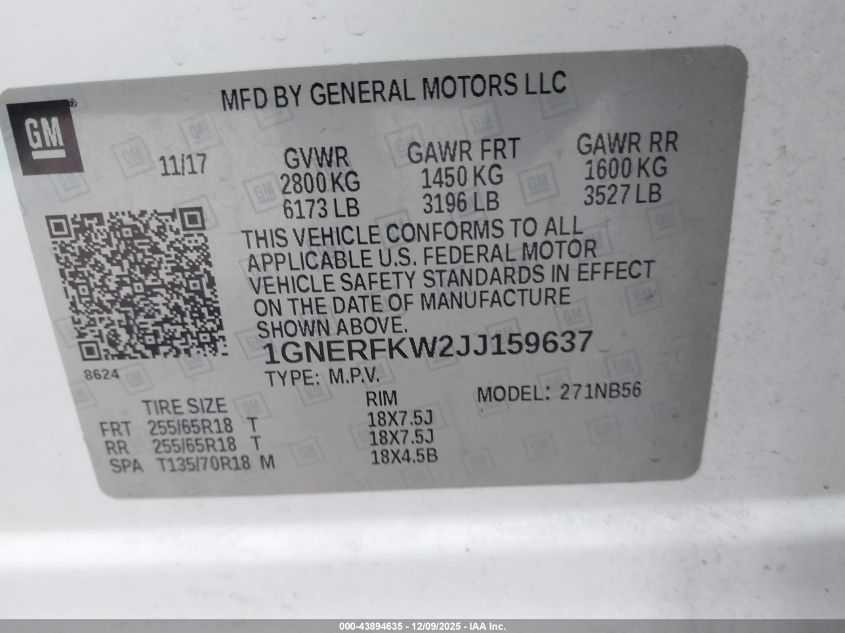 MFD BY GENERAL MOTORS LLC
GM
®
11/17
GVWR
2800 KG
6173 LB
GAWR FRT
1450 KG
3196 LB
GAWR RR
1600 KG
3527 LB
THIS VEHICLE CONFORMS TO ALL
APPLICABLE U.S. FEDERAL MOTOR
VEHICLE SAFETY STANDARDS IN EFFECT
ON THE DATE OF MANUFACTURE
SHOWN ABOVE.
1GNERFKW2JJ159637
8624
TYPE: M.P.V.
MODEL: 271NB56
TIRE SIZE RIM
FRT 255/65R18 T 18X7.5J
RR 255/65R18 T 18X7.5J
SPA T135/70R18 M 18X4.5B
000-43894635 - 12/09/2025 - IAA Inc.